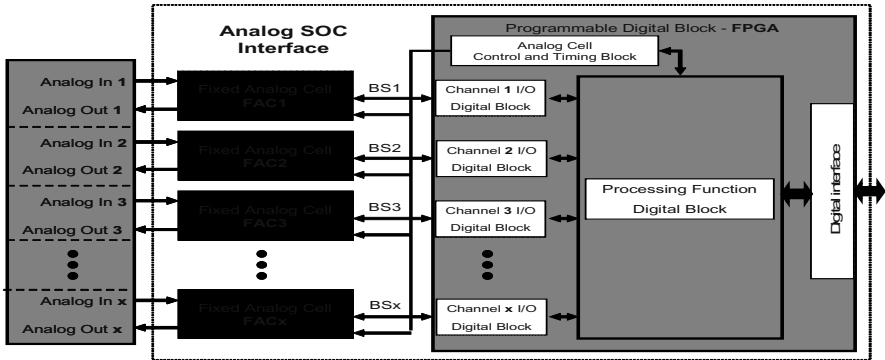 Analog SOC
Interface
Programmable Digital Block - FPGA
Analog Cell
Control and Timing Block
Analog In 1
Analog Out 1
Fixed Analog Cell
FAC1
BS1
Channel 1 I/O
Digital Block
Analog In 2
Analog Out 2
Fixed Analog Cell
FAC2
BS2
Channel 2 I/O
Digital Block
Analog In 3
Analog Out 3
Fixed Analog Cell
FAC3
BS3
Channel 3 I/O
Digital Block
Analog In x
Analog Out x
Fixed Analog Cell
FACx
BSx
Channel x I/O
Digital Block
Processing Function
Digital Block
Digital interface